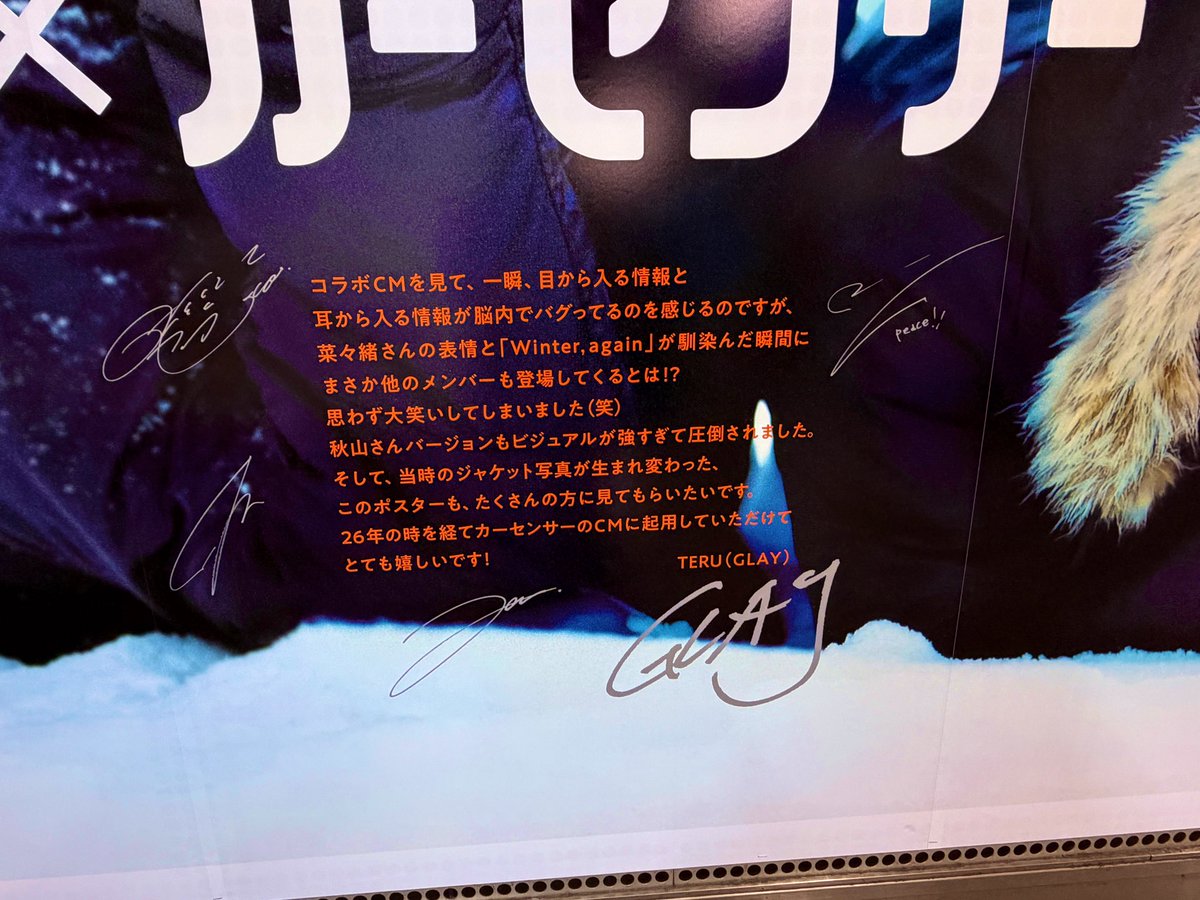 ×カーセンサー
コラボCMを見て、一瞬、目から入る情報と
耳から入る情報が脳内でバグってるのを感じるのですが、
菜々緒さんの表情と「Winter,again」が馴染んだ瞬間に
まさか他のメンバーも登場してくるとは!?
思わず大笑いしてしまいました(笑)
秋山さんバージョンもビジュアルが強すぎて圧倒されました。
そして、当時のジャケット写真が生まれ変わった、
このポスターも、たくさんの方に見てもらいたいです。
26年の時を経てカーセンサーのCMに起用していただけて
とても嬉しいです!
TERU(GLAY)
peace!!
GLAY